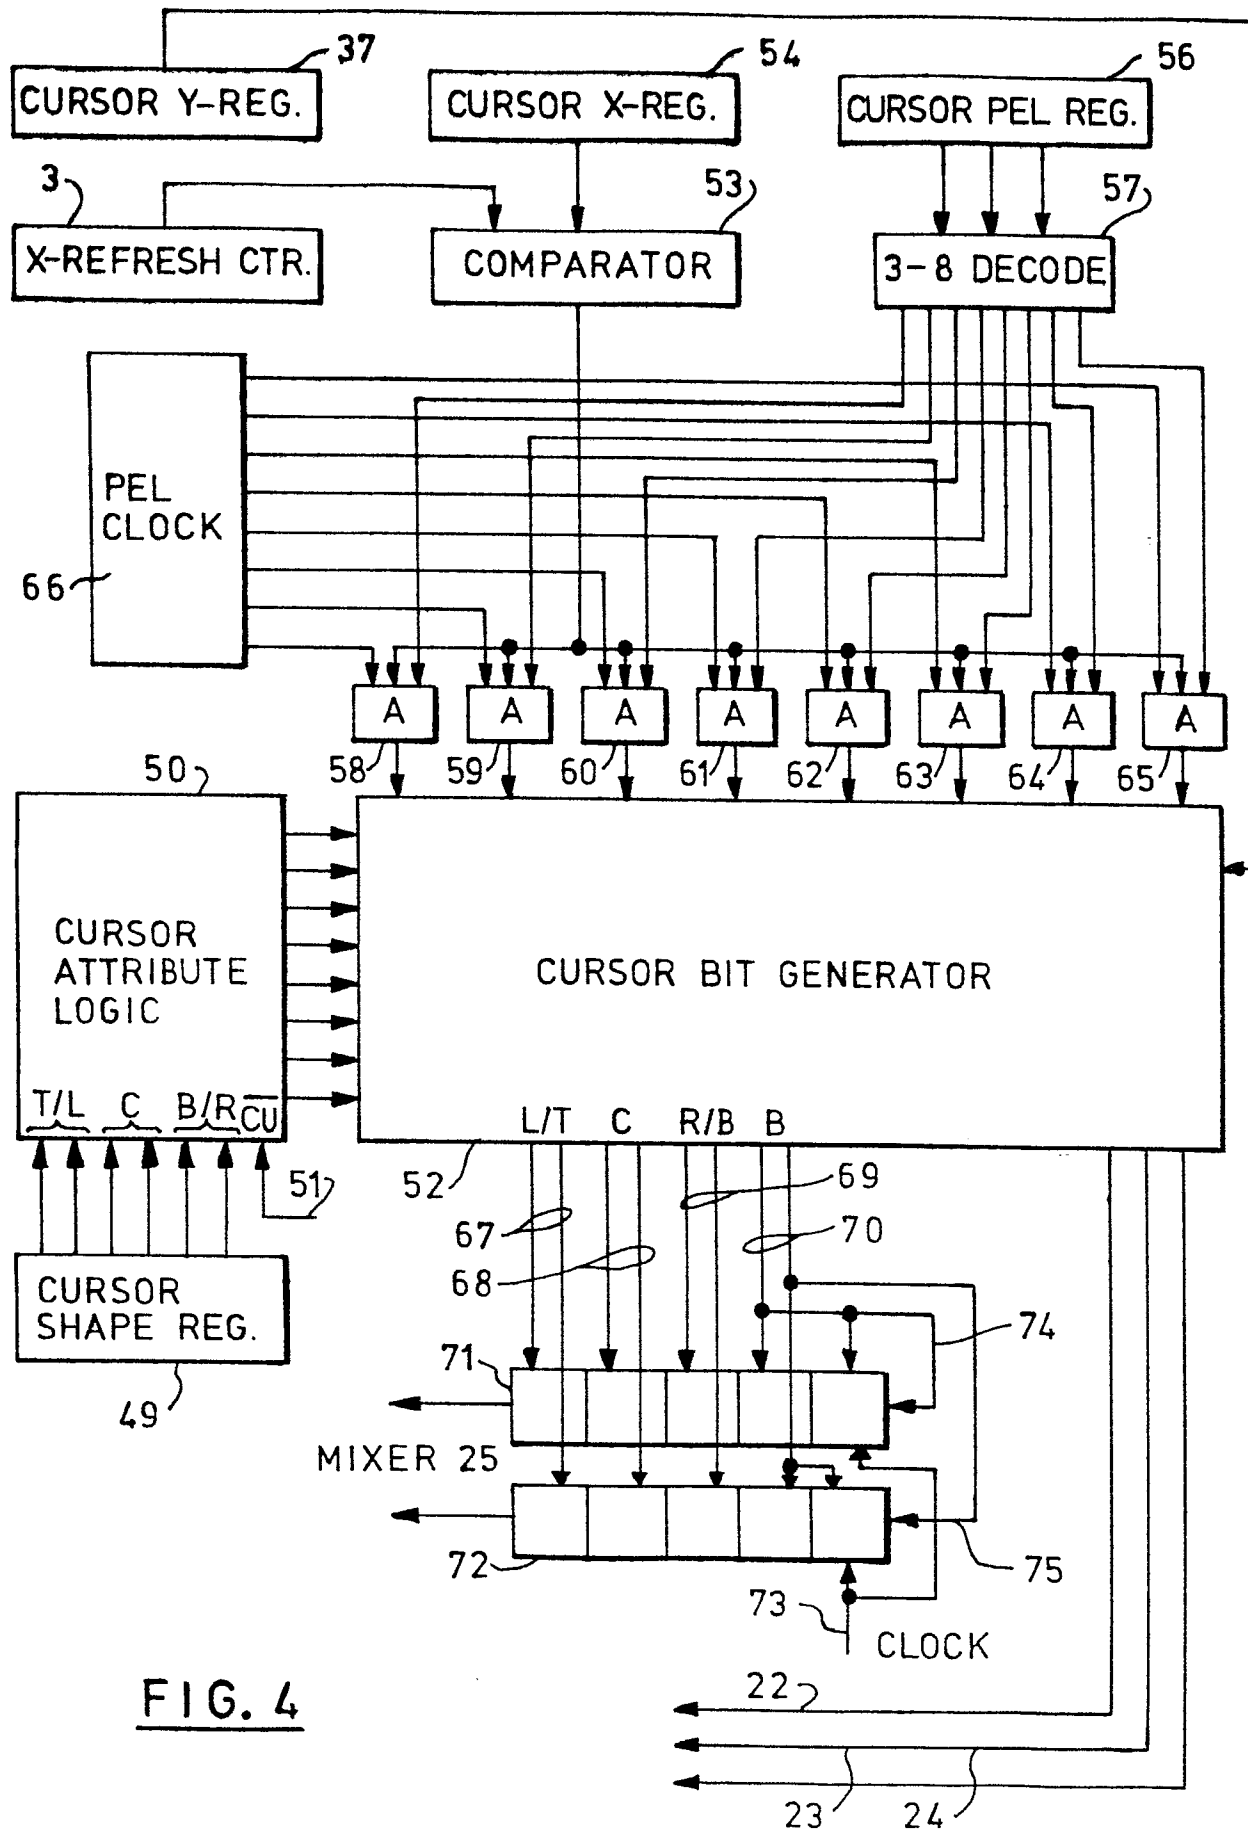 37
54
56
CURSOR Y-REG.
CURSOR X-REG.
CURSOR PEL REG.
3
53
57
X-REFRESH CTR.
COMPARATOR
3-8 DECODE
PEL
CLOCK
66
A A A A A A A A
58 59 60 61 62 63 64 65
50
CURSOR
ATTRIBUTE
LOGIC
CURSOR BIT GENERATOR
T/L C B/R CU
L/T C R/B B
51
52
67
68
69
70
CURSOR
SHAPE REG.
49
71
74
MIXER 25
72
75
73
CLOCK
22
23 24
FIG. 4